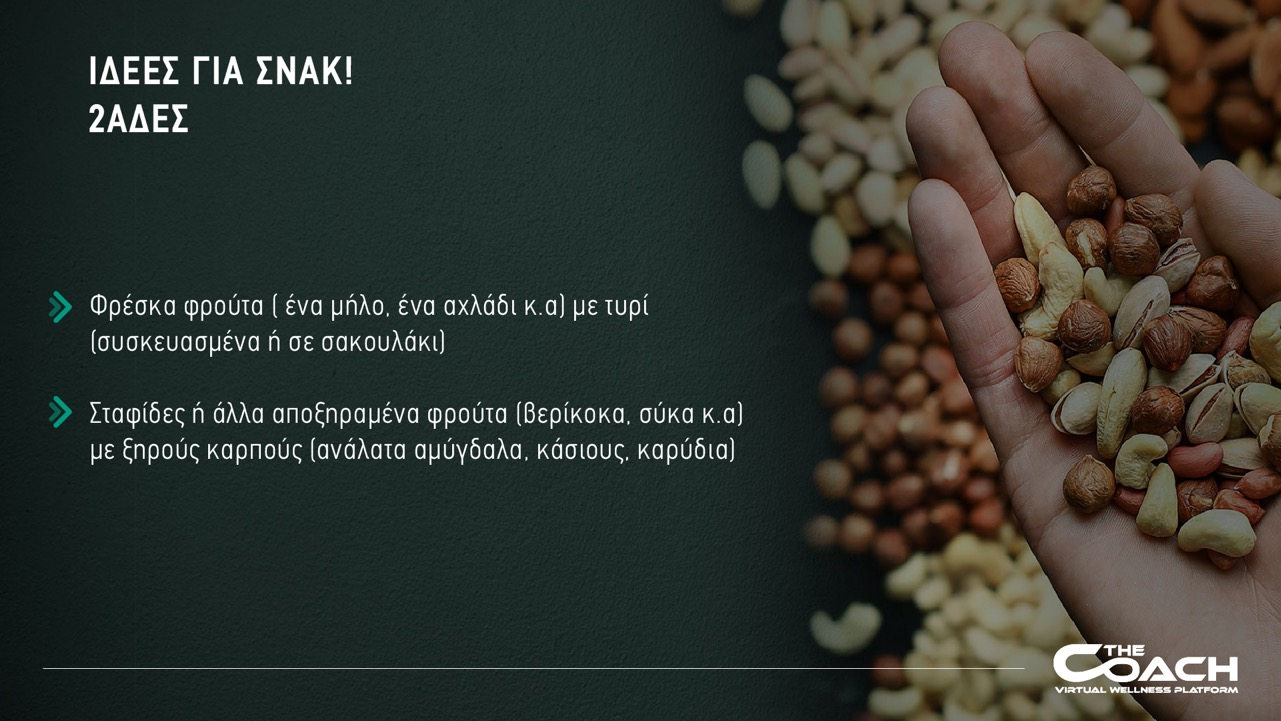 ΙΔΕΕΣ ΓΙΑ ΣΝΑΚ!
2ΑΔΕΣ
Φρέσκα φρούτα ( ένα μήλο, ένα αχλάδι κ.α) με τυρί
(συσκευασμένα ή σε σακουλάκι)
Σταφίδες ή άλλα αποξηραμένα φρούτα (βερίκοκα, σύκα κ.α)
με ξηρούς καρπούς (ανάλατα αμύγδαλα, κάσιους, καρύδια)
THE
COACH
VIRTUAL WELLNESS PLATFORM